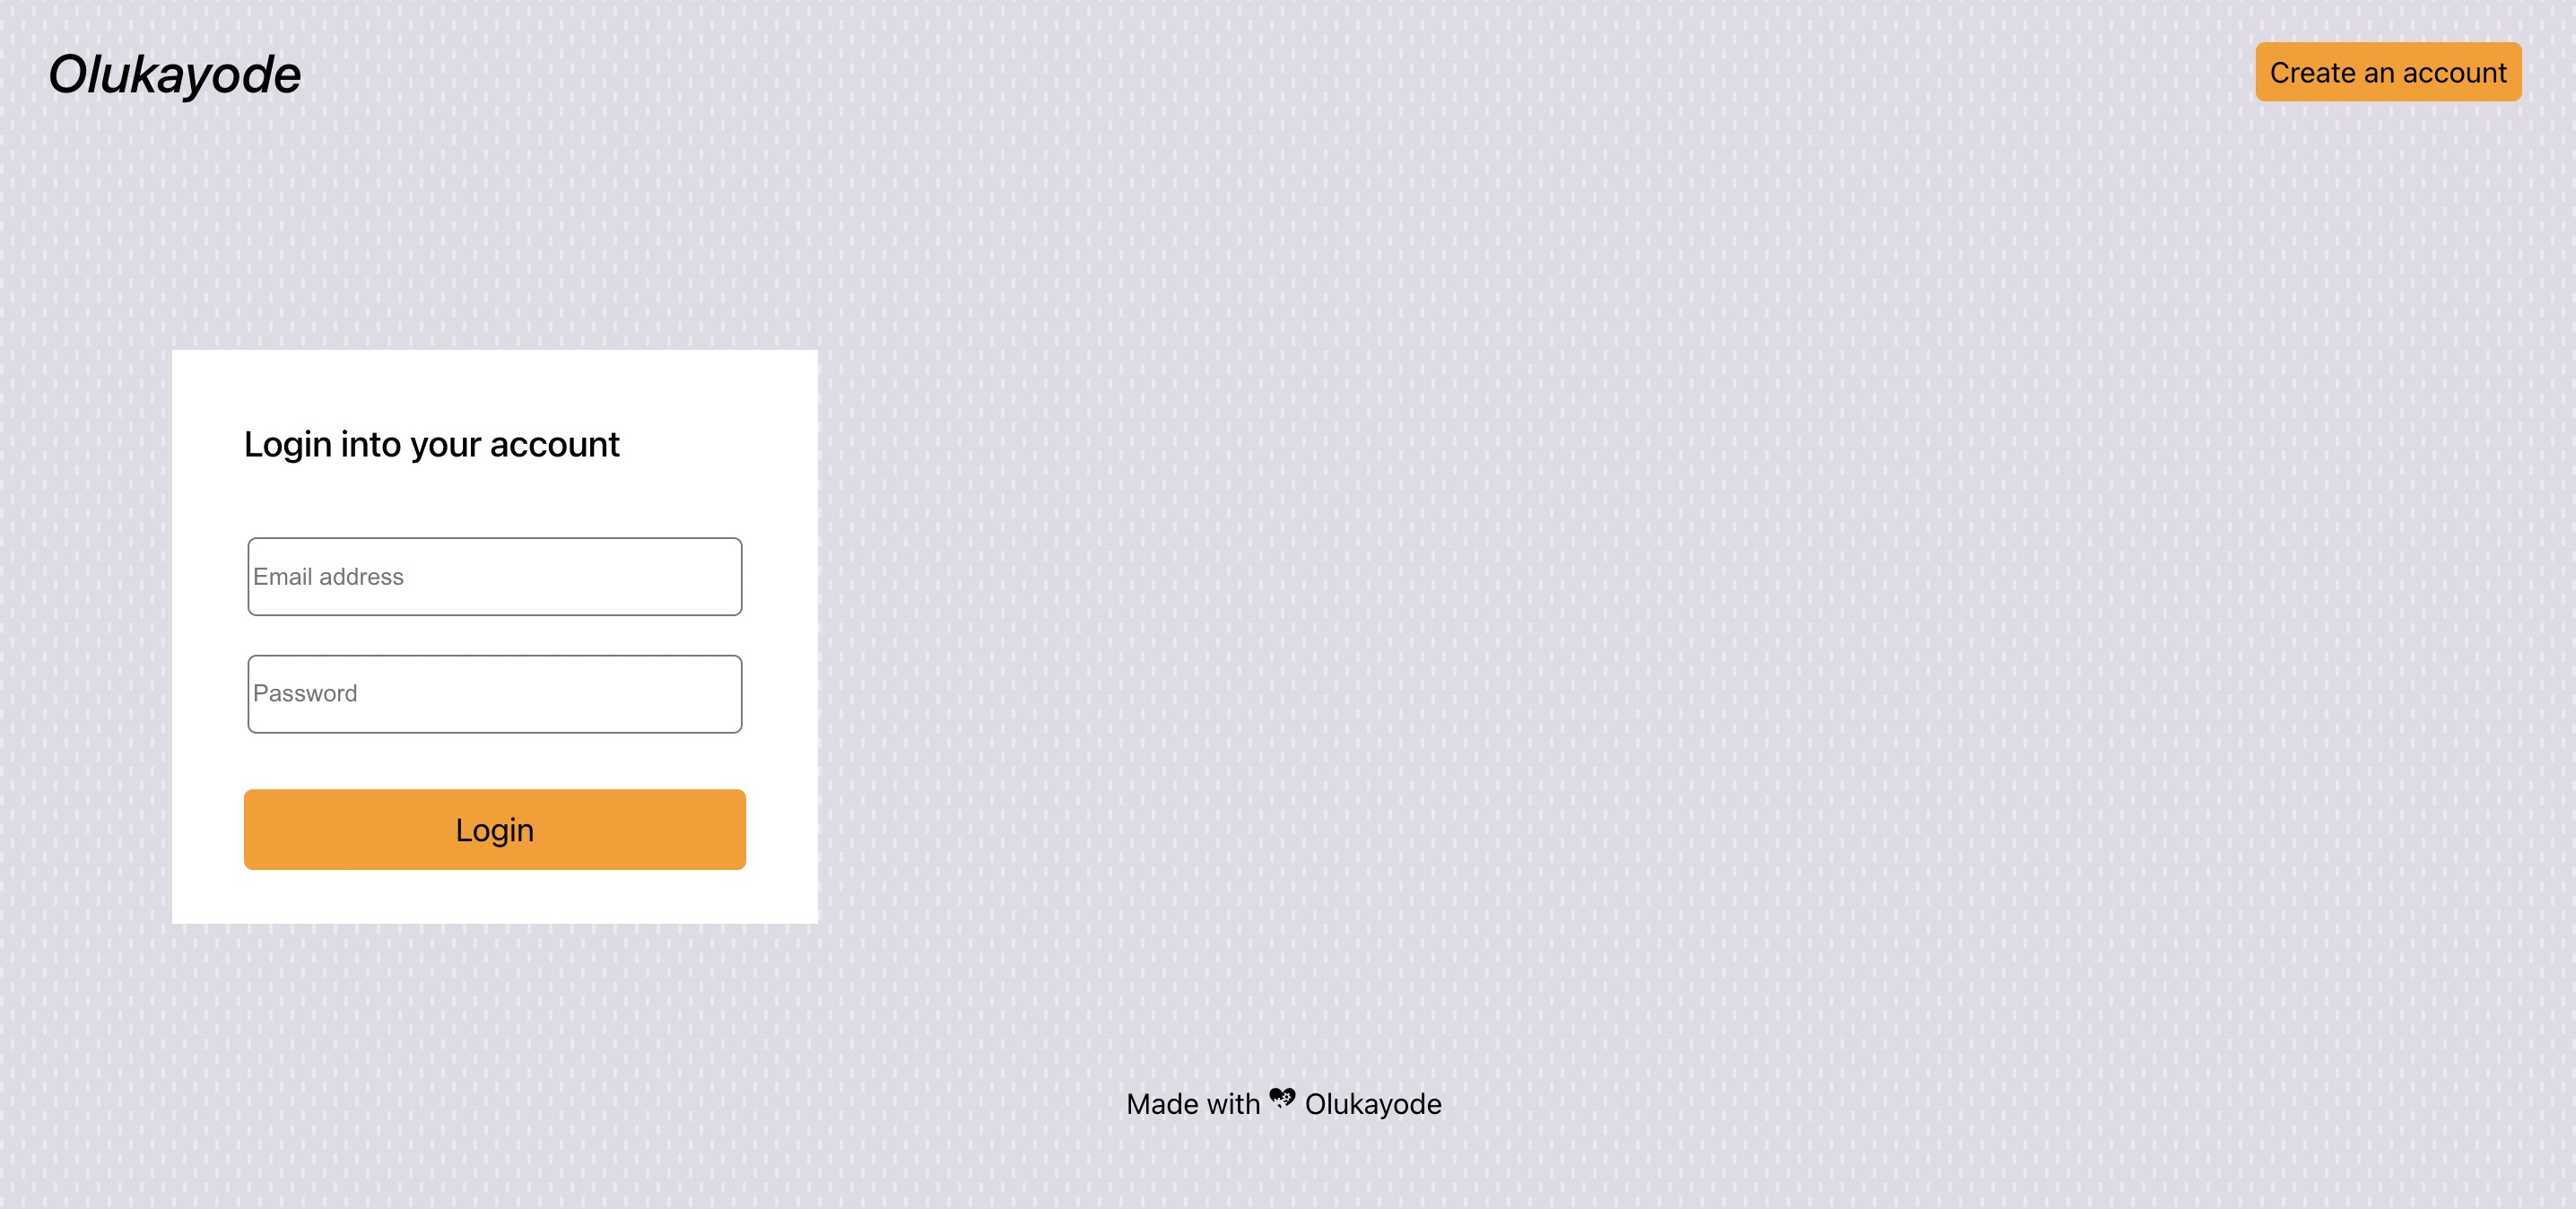 Olukayode
Create an account
Login into your account
Email address
Password
Login
Made with Olukayode